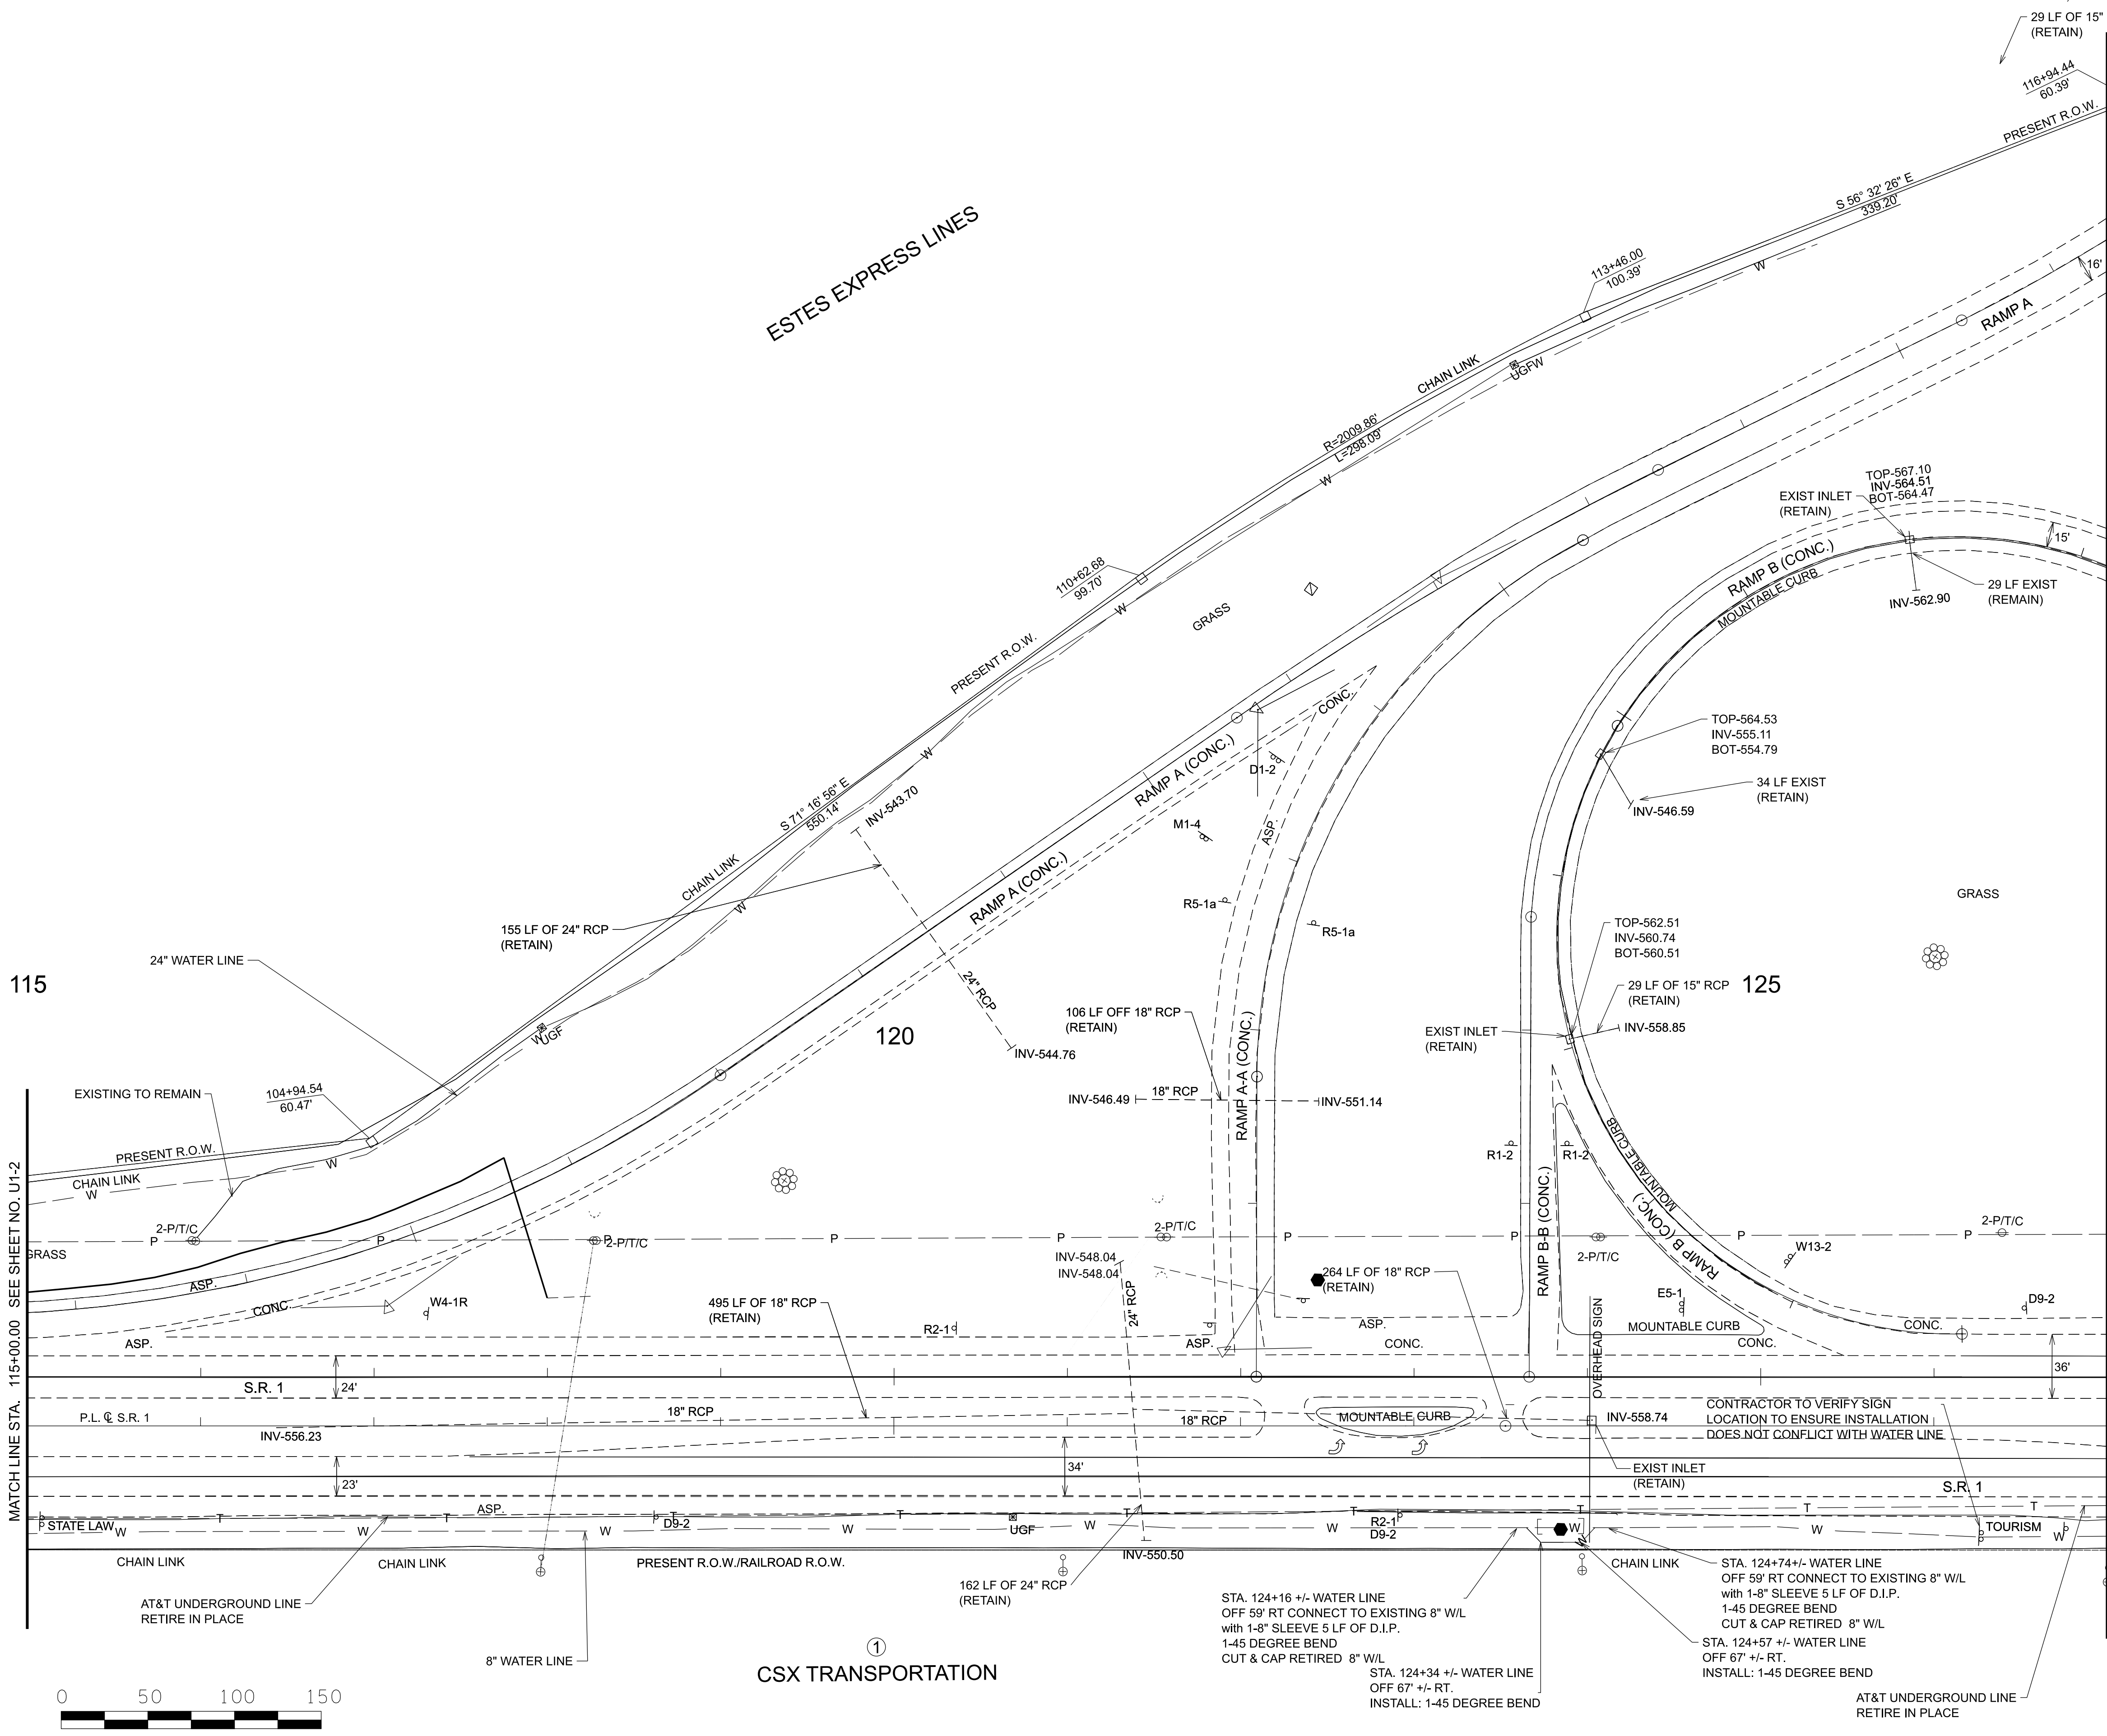 29 LF OF 15"
(RETAIN)
116+94.44
60.39'
PRESENT R.O.W.
S 56° 32' 26" E
339.20'
ESTES EXPRESS LINES
113+46.00
100.39'
W
16'
RAMP A
CHAIN LINK
UGFW
R=2009.86'
L=298.09'
W
TOP-567.10
INV-564.51
BOT-564.47
EXIST INLET
(RETAIN)
15'
RAMP B (CONC.)
MOUNTABLE CURB
29 LF EXIST
(REMAIN)
INV-562.90
110+62.68
99.70'
W
GRASS
PRESENT R.O.W.
CONC.
TOP-564.53
INV-555.11
BOT-554.79
34 LF EXIST
(RETAIN)
INV-546.59
W
RAMP A (CONC.)
D1-2
S 71° 16' 56" E
550.14'
INV-543.70
M1-4
ASP.
CHAIN LINK
RAMP A (CONC.)
W
R5-1a
R5-1a
GRASS
155 LF OF 24" RCP
(RETAIN)
TOP-562.51
INV-560.74
BOT-560.51
24" WATER LINE
24" RCP
115
29 LF OF 15" RCP
(RETAIN)
125
106 LF OFF 18" RCP
(RETAIN)
120
W
UGF
EXIST INLET
(RETAIN)
INV-558.85
INV-544.76
RAMP A-A (CONC.)
EXISTING TO REMAIN
104+94.54
60.47'
INV-546.49
18" RCP
INV-551.14
MOUNTABLE CURB
PRESENT R.O.W.
W
CHAIN LINK
W
R1-2
R1-2
RAMP B (CONC.)
RAMP B-B (CONC.)
2-P/T/C
P
P
P
2-P/T/C
P
P
2-P/T/C
P
P
2-P/T/C
P
P
2-P/T/C
GRASS
W13-2
INV-548.04
INV-548.04
24" RCP
264 LF OF 18" RCP
(RETAIN)
ASP.
CONC.
W4-1R
495 LF OF 18" RCP
(RETAIN)
E5-1
D9-2
R2-1
ASP.
CONC.
MOUNTABLE CURB
ASP.
ASP.
CONC.
CONC.
OVERHEAD SIGN
MATCH LINE STA. 115+00.00 SEE SHEET NO. U1-2
S.R. 1
24'
36'
P.L. ℄ S.R. 1
18" RCP
18" RCP
MOUNTABLE CURB
INV-558.74
CONTRACTOR TO VERIFY SIGN
LOCATION TO ENSURE INSTALLATION
DOES NOT CONFLICT WITH WATER LINE
INV-556.23
34'
EXIST INLET
(RETAIN)
23'
S.R. 1
ASP.
T
T
T
T
T
T
T
T
T
STATE LAW
D9-2
UGF
R2-1
D9-2
TOURISM
W
W
W
W
W
W
W
W
W
W
CHAIN LINK
CHAIN LINK
PRESENT R.O.W./RAILROAD R.O.W.
INV-550.50
CHAIN LINK
AT&T UNDERGROUND LINE
RETIRE IN PLACE
8" WATER LINE
162 LF OF 24" RCP
(RETAIN)
1
CSX TRANSPORTATION
STA. 124+16 +/- WATER LINE
OFF 59' RT CONNECT TO EXISTING 8" W/L
with 1-8" SLEEVE 5 LF OF D.I.P.
1-45 DEGREE BEND
CUT & CAP RETIRED 8" W/L
STA. 124+34 +/- WATER LINE
OFF 67' +/- RT.
INSTALL: 1-45 DEGREE BEND
STA. 124+74+/- WATER LINE
OFF 59' RT CONNECT TO EXISTING 8" W/L
with 1-8" SLEEVE 5 LF OF D.I.P.
1-45 DEGREE BEND
CUT & CAP RETIRED 8" W/L
STA. 124+57 +/- WATER LINE
OFF 67' +/- RT.
INSTALL: 1-45 DEGREE BEND
AT&T UNDERGROUND LINE
RETIRE IN PLACE
0 50 100 150